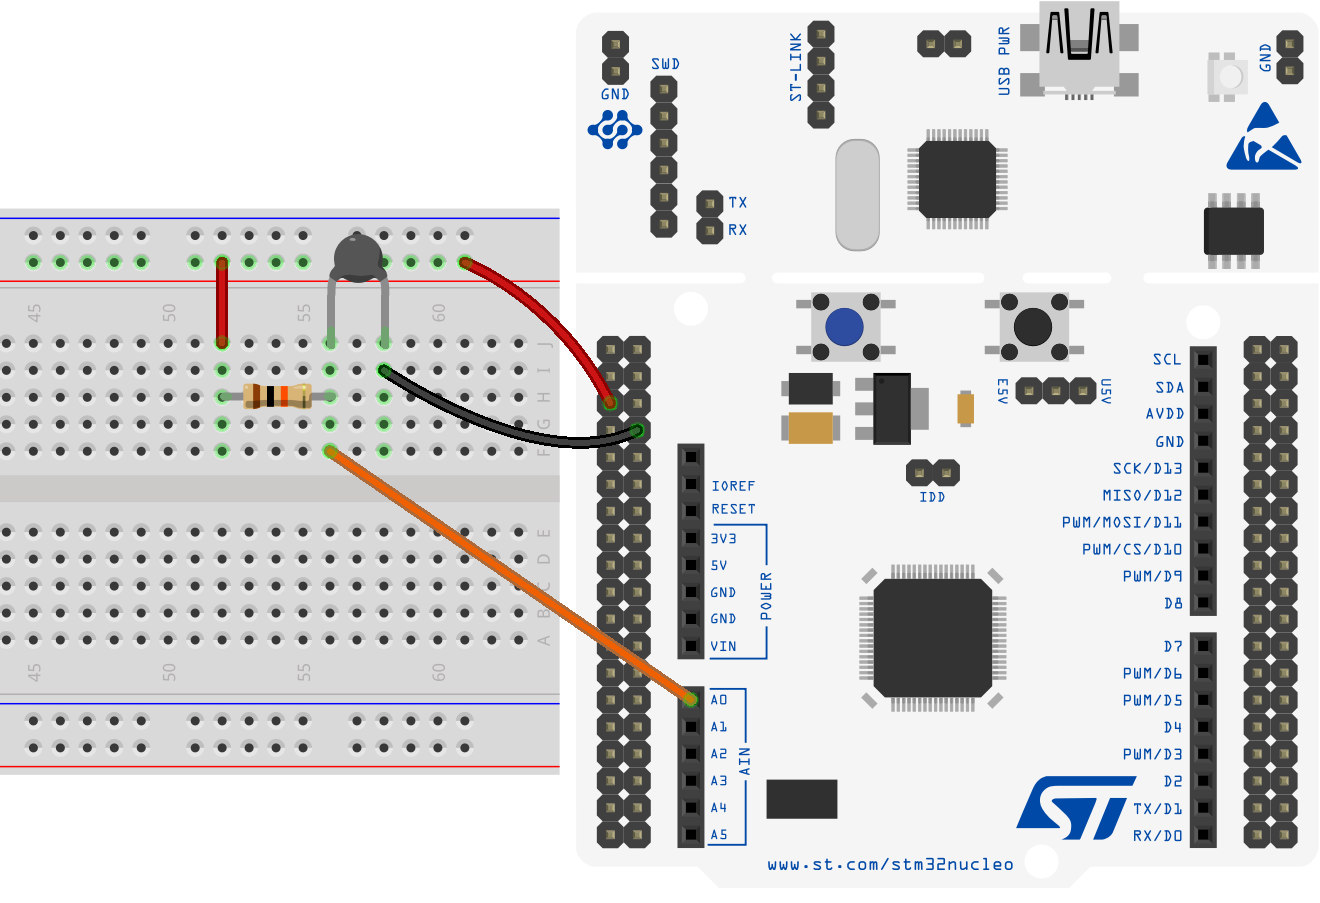 GND
SWD
ST-LINK
USB PWR
GND
TX
RX
45
50
55
60
J
I
H
G
F
E5V
U5V
IDD
SCL
SDA
AVDD
GND
SCK/D13
MISO/D12
PWM/MOSI/D11
PWM/CS/D10
PWM/D9
D8
IOREF
RESET
3V3
5V
GND
GND
VIN
POWER
E
D
C
B
A
45
50
55
60
D7
PWM/D6
PWM/D5
D4
PWM/D3
D2
TX/D1
RX/D0
A0
A1
A2
A3
A4
A5
AIN
ST
www.st.com/stm32nucleo